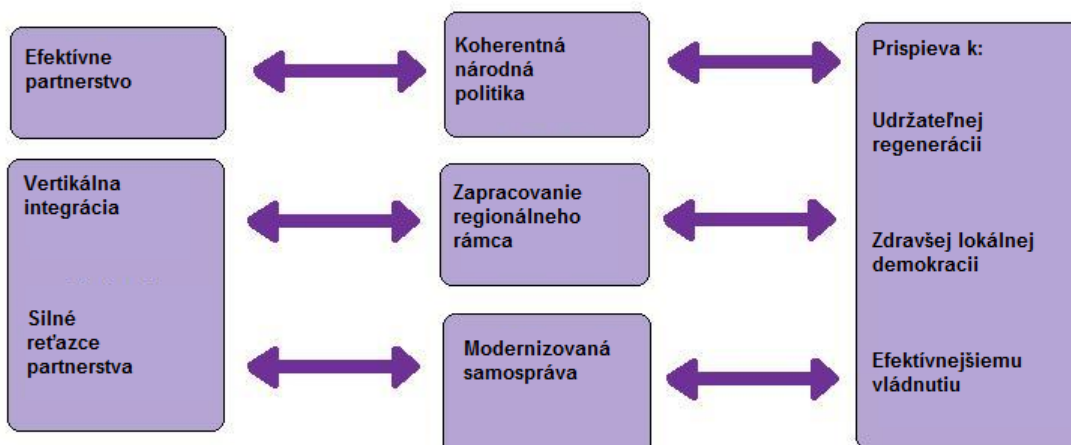 Efektívne
partnerstvo
Koherentná
národná
politika
Prispieva k:
Udržateľnej
regenerácii
Vertikálna
integrácia
Zapracovanie
regionálneho
rámca
Zdravšej lokálnej
demokracii
Silné
reťazce
partnerstva
Modernizovaná
samospráva
Efektívnejšiemu
vládnutiu